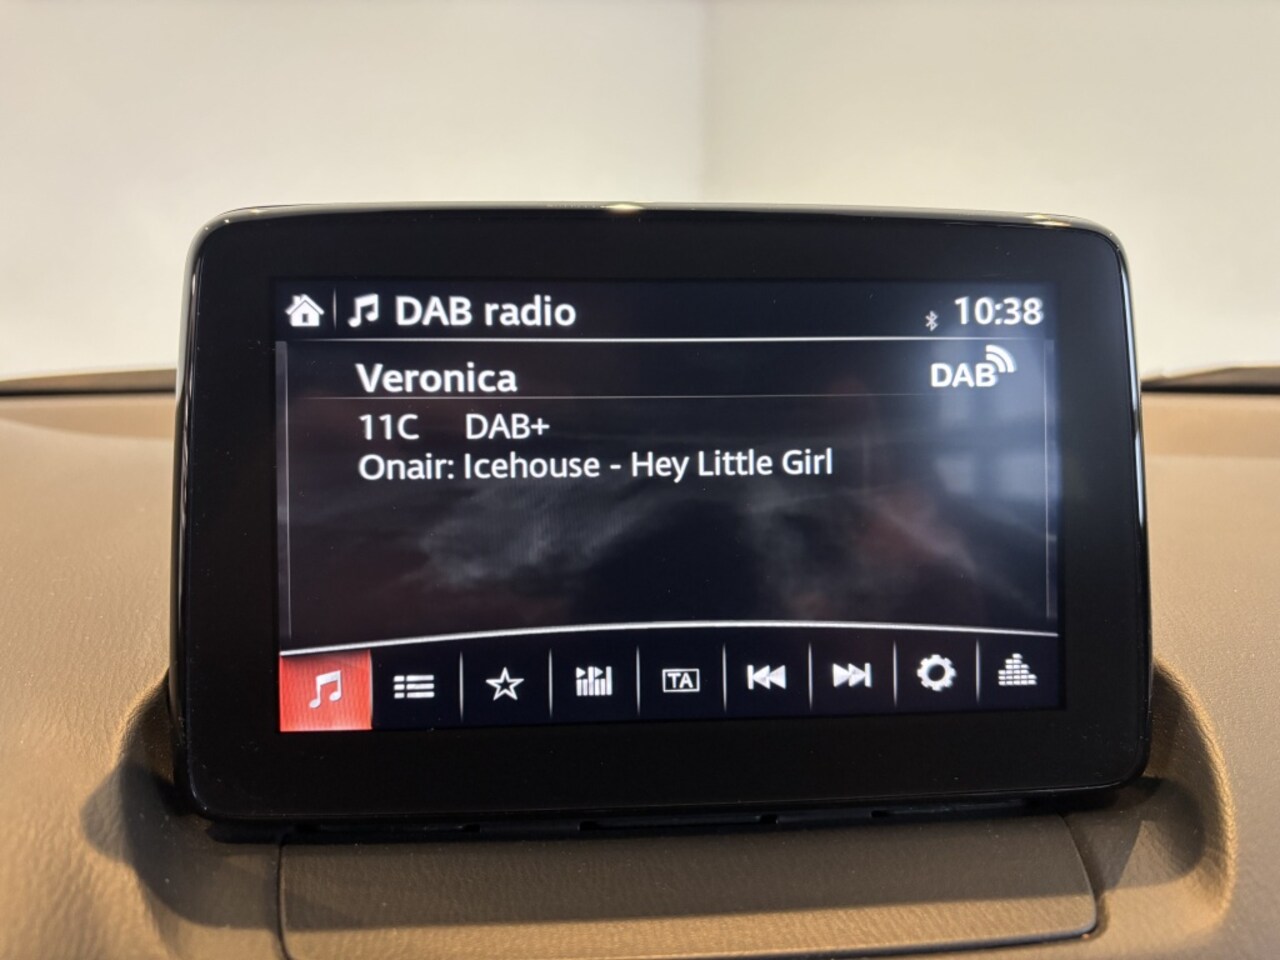 DAB radio 10:38
Veronica DAB
11C DAB+
Onair: Icehouse - Hey Little Girl
TA